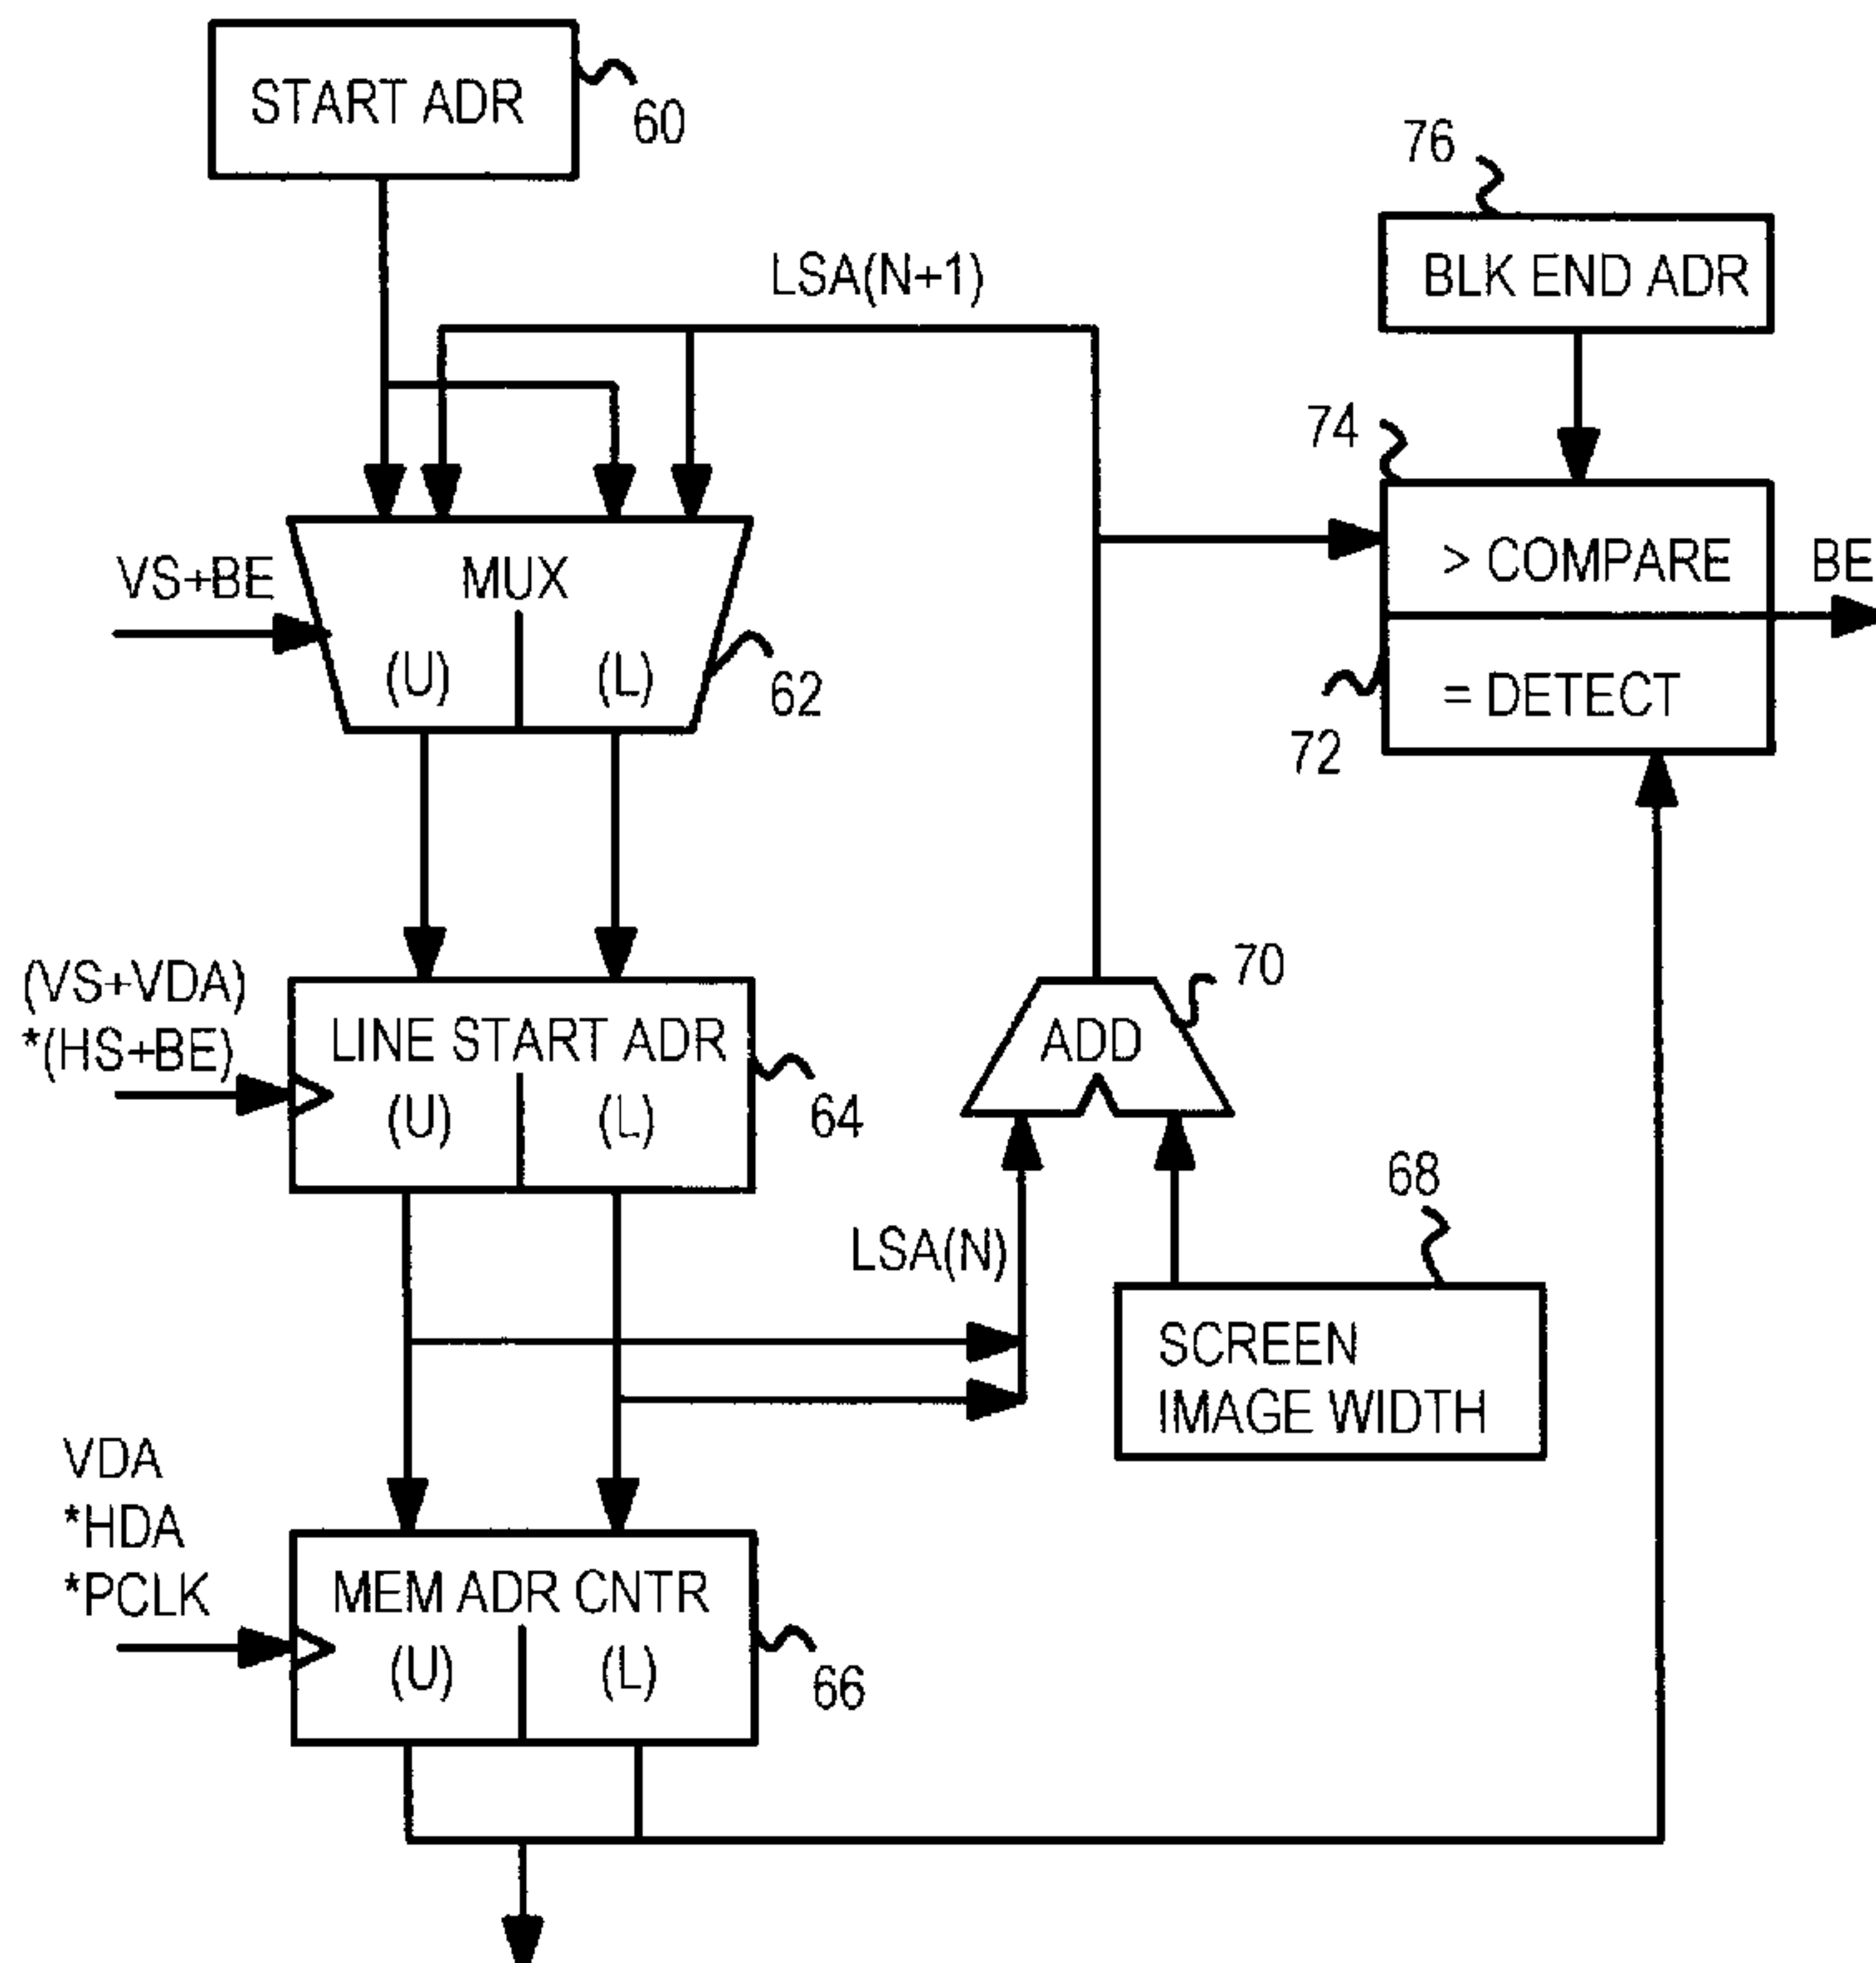 START ADR
60
76
BLK END ADR
LSA(N+1)
74
> COMPARE
BE
= DETECT
72
VS+BE
MUX
(U)
(L)
62
(VS+VDA)
*(HS+BE)
LINE START ADR
(U)
(L)
64
70
ADD
LSA(N)
68
SCREEN
IMAGE WIDTH
VDA
*HDA
*PCLK
MEM ADR CNTR
(U)
(L)
66